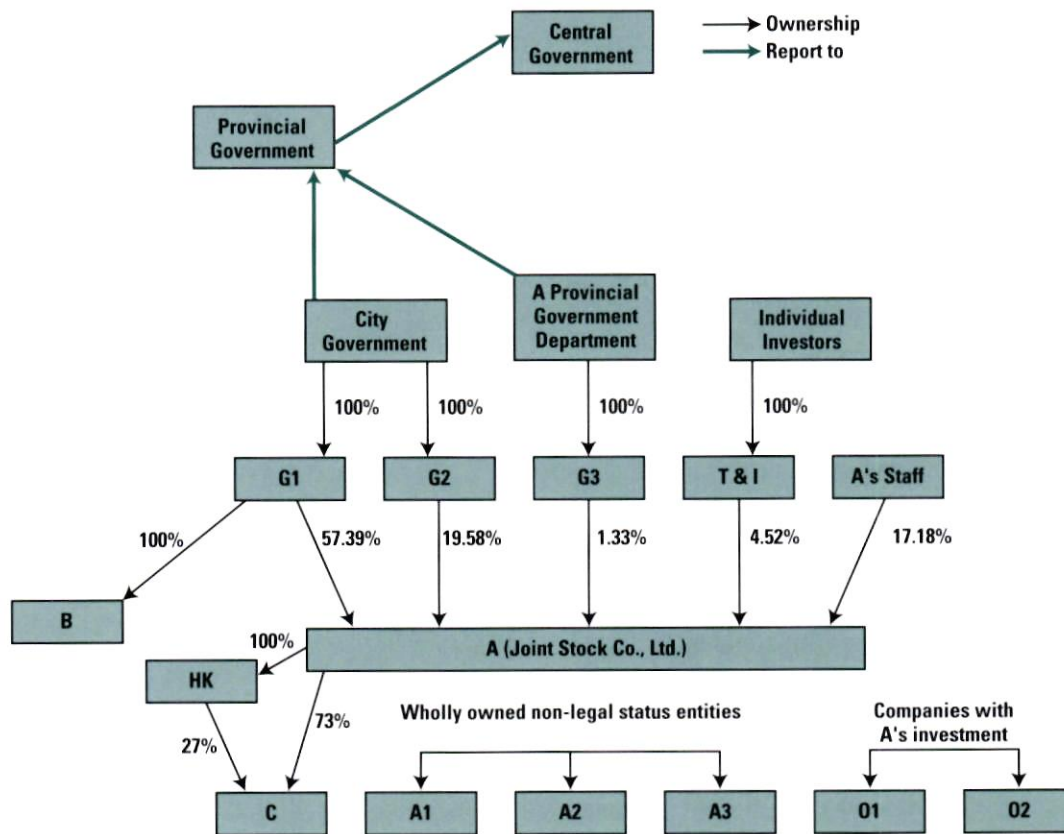 Central
Government
Ownership
Report to
Provincial
Government
City
Government
A Provincial
Government
Department
Individual
Investors
100%
100%
100%
100%
G1
G2
G3
T & I
A's Staff
100%
57.39%
19.58%
1.33%
4.52%
17.18%
B
A (Joint Stock Co., Ltd.)
100%
HK
73%
27%
Wholly owned non-legal status entities
Companies with
A's investment
C
A1
A2
A3
O1
O2